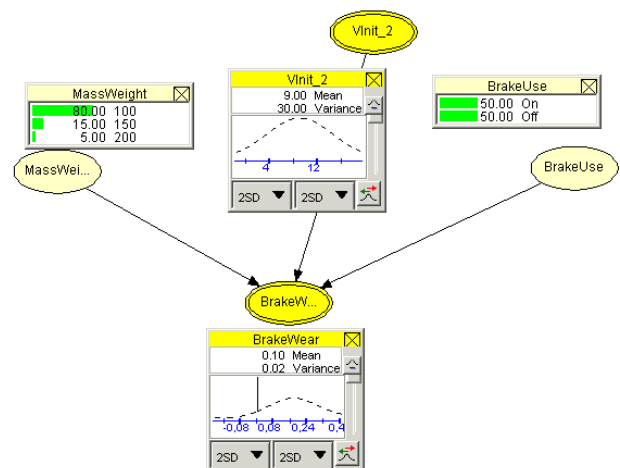 VInit_2
MassWeight
80.00 100
15.00 150
5.00 200
VInit_2
9.00 Mean
30.00 Variance
4 12
2SD 2SD
BrakeUse
50.00 On
50.00 Off
MassWei...
BrakeUse
BrakeW...
BrakeWear
0.10 Mean
0.02 Variance
-0,08 0,08 0,24 0,4
2SD 2SD